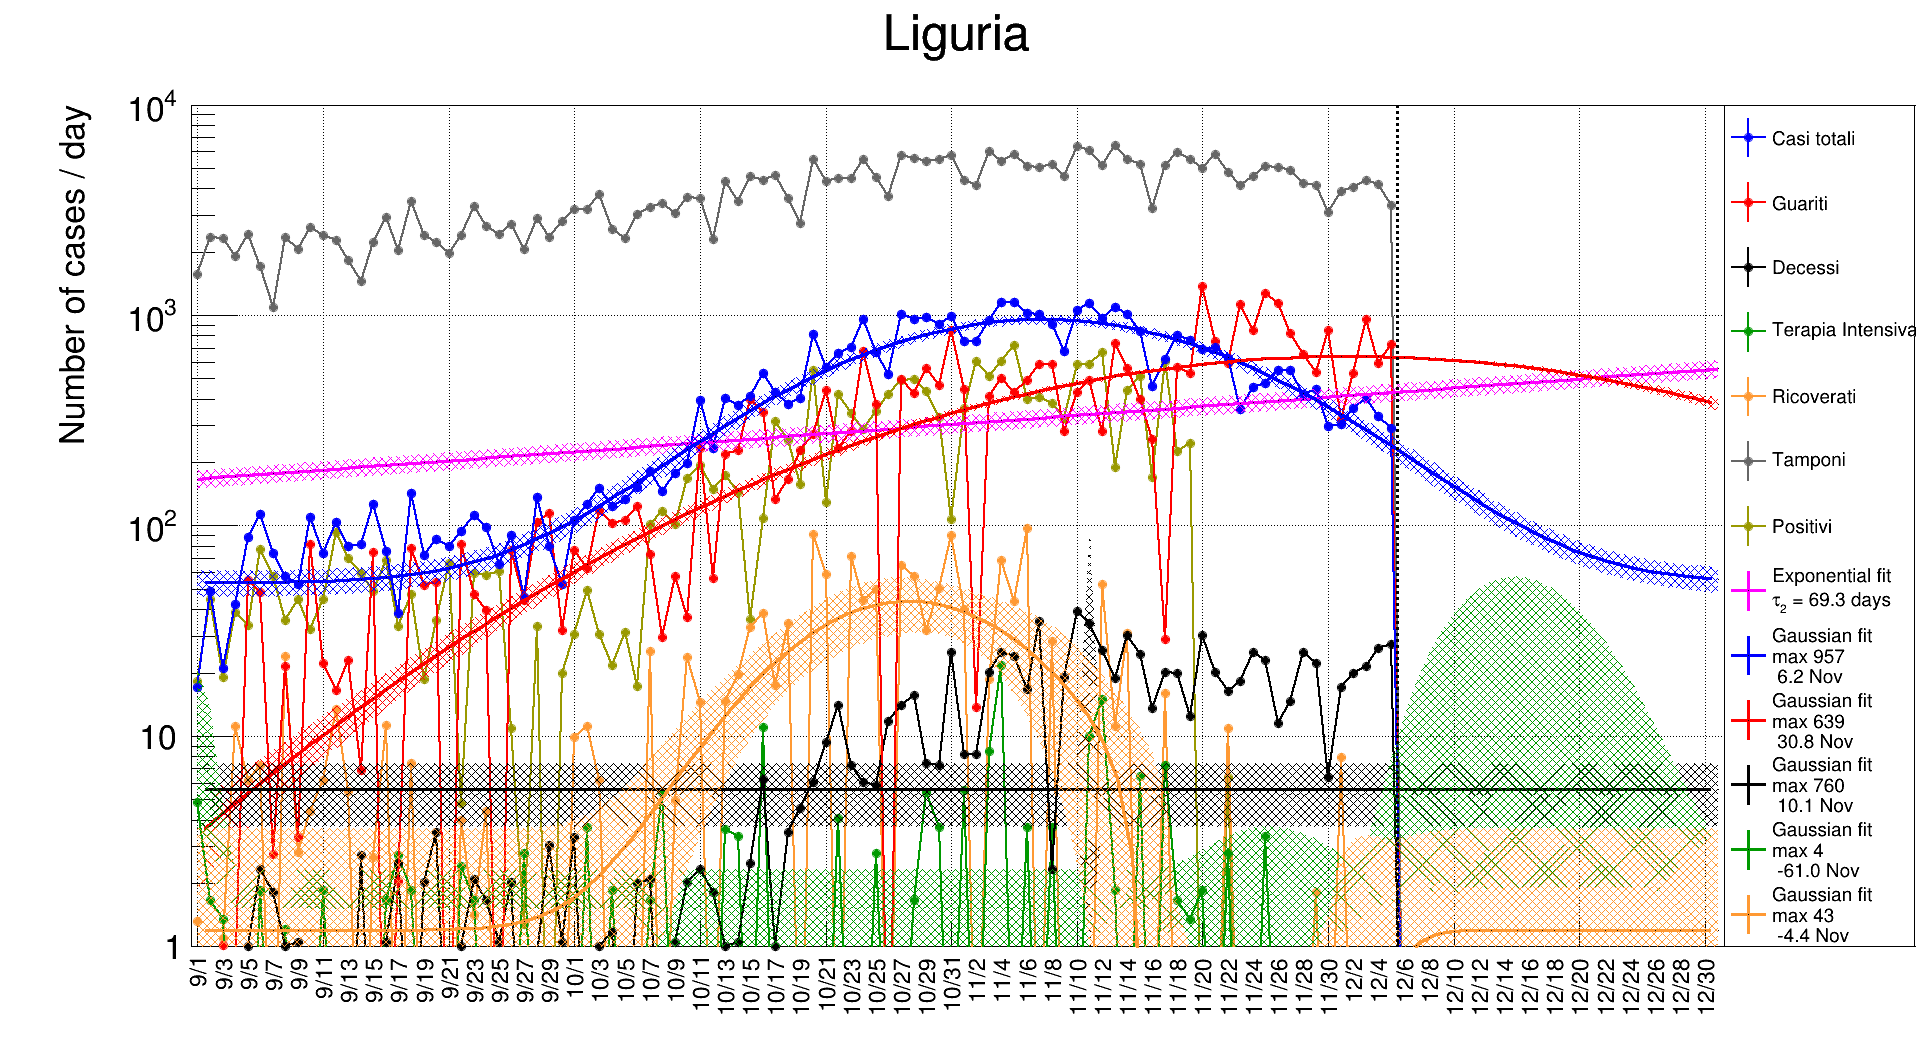 Liguria
Number of cases / day
10⁴
10³
10²
10
1
9/1 9/3 9/5 9/7 9/9 9/11 9/13 9/15 9/17 9/19 9/21 9/23 9/25 9/27 9/29 10/1 10/3 10/5 10/7 10/9 10/11 10/13 10/15 10/17 10/19 10/21 10/23 10/25 10/27 10/29 10/31 11/2 11/4 11/6 11/8 11/10 11/12 11/14 11/16 11/18 11/20 11/22 11/24 11/26 11/28 11/30 12/2 12/4 12/6 12/8 12/10 12/12 12/14 12/16 12/18 12/20 12/22 12/24 12/26 12/28 12/30
Casi totali
Guariti
Decessi
Terapia Intensiva
Ricoverati
Tamponi
Positivi
Exponential fit
τ₂ = 69.3 days
Gaussian fit
max 957
6.2 Nov
Gaussian fit
max 639
30.8 Nov
Gaussian fit
max 760
10.1 Nov
Gaussian fit
max 4
-61.0 Nov
Gaussian fit
max 43
-4.4 Nov